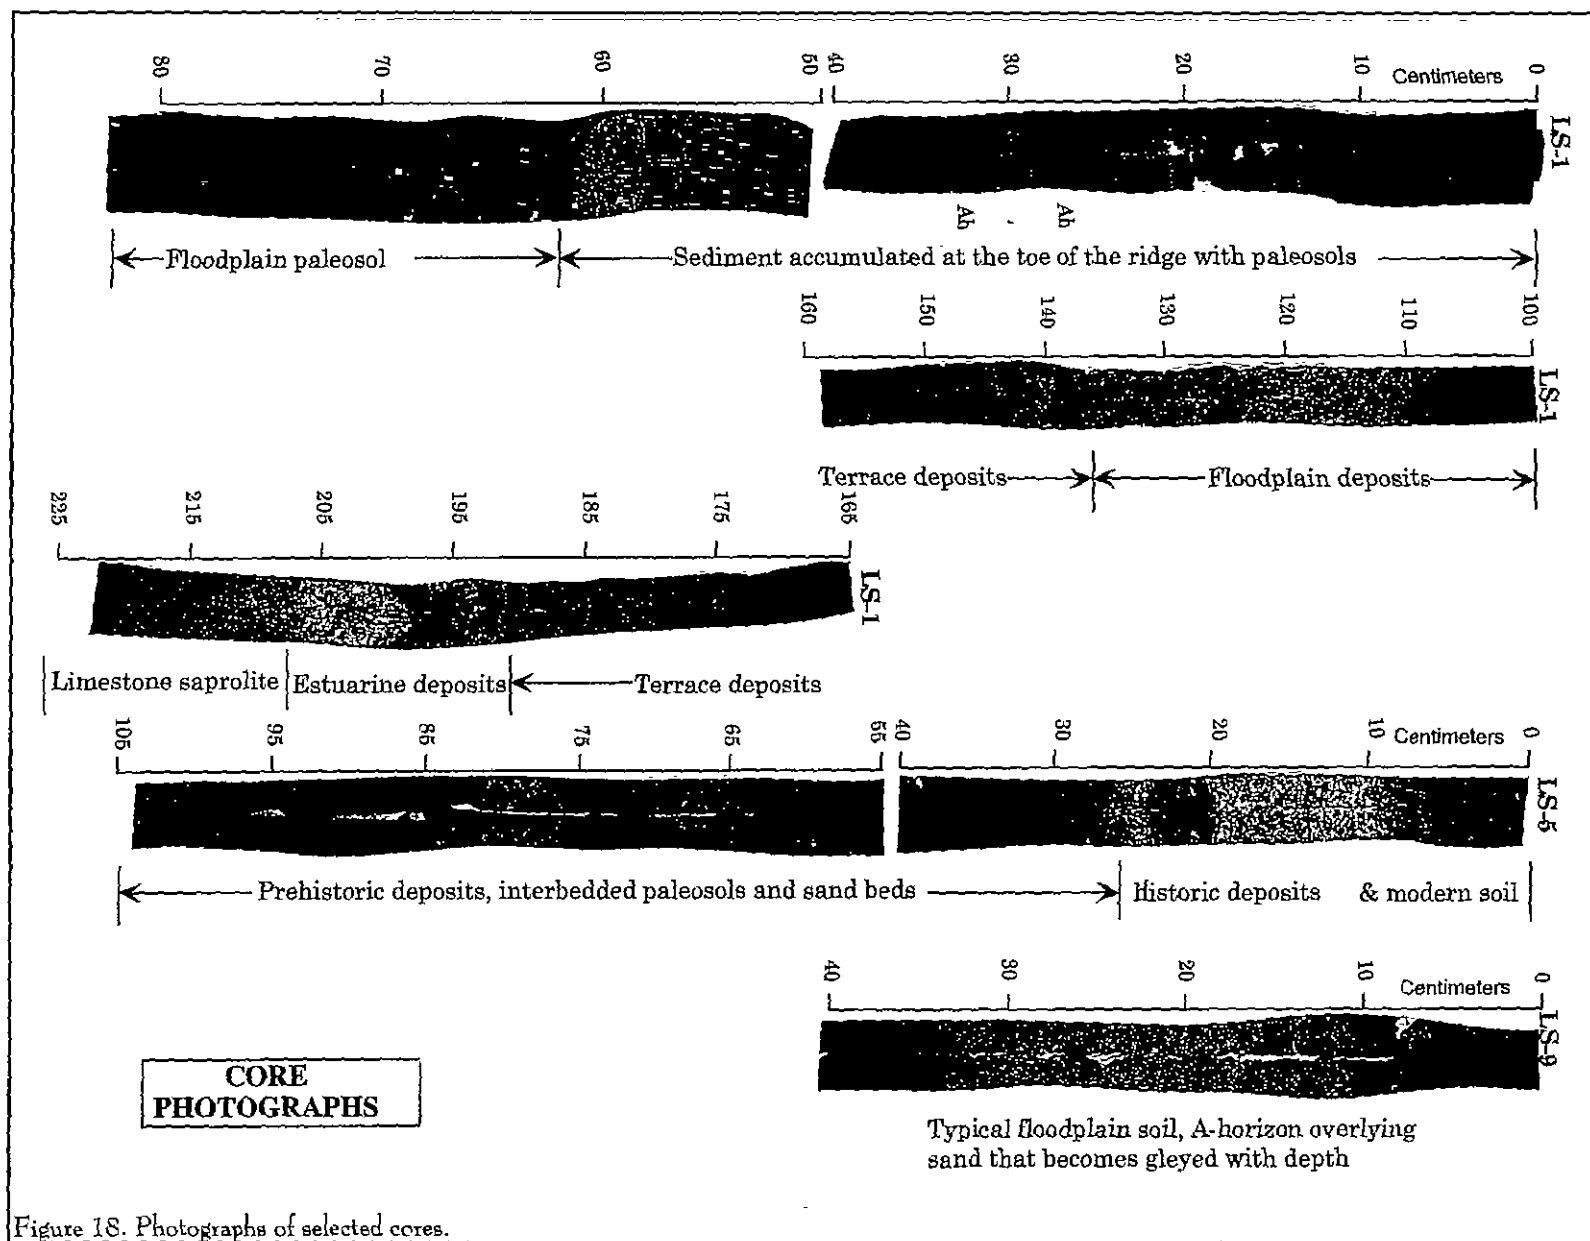 80 70 60 50 40 30 20 10 Centimeters 0
LS-1
Ab Ab
Floodplain paleosol Sediment accumulated at the toe of the ridge with paleosols
160 150 140 130 120 110 100
LS-1
Terrace deposits Floodplain deposits
225 215 205 195 185 175 165
LS-1
Limestone saprolite Estuarine deposits Terrace deposits
105 95 85 75 65 55 40 30 20 10 Centimeters 0
LS-5
Prehistoric deposits, interbedded paleosols and sand beds Historic deposits & modern soil
40 30 20 10 Centimeters 0
LS-9
CORE
PHOTOGRAPHS
Typical floodplain soil, A-horizon overlying
sand that becomes gleyed with depth
Figure 18. Photographs of selected cores.